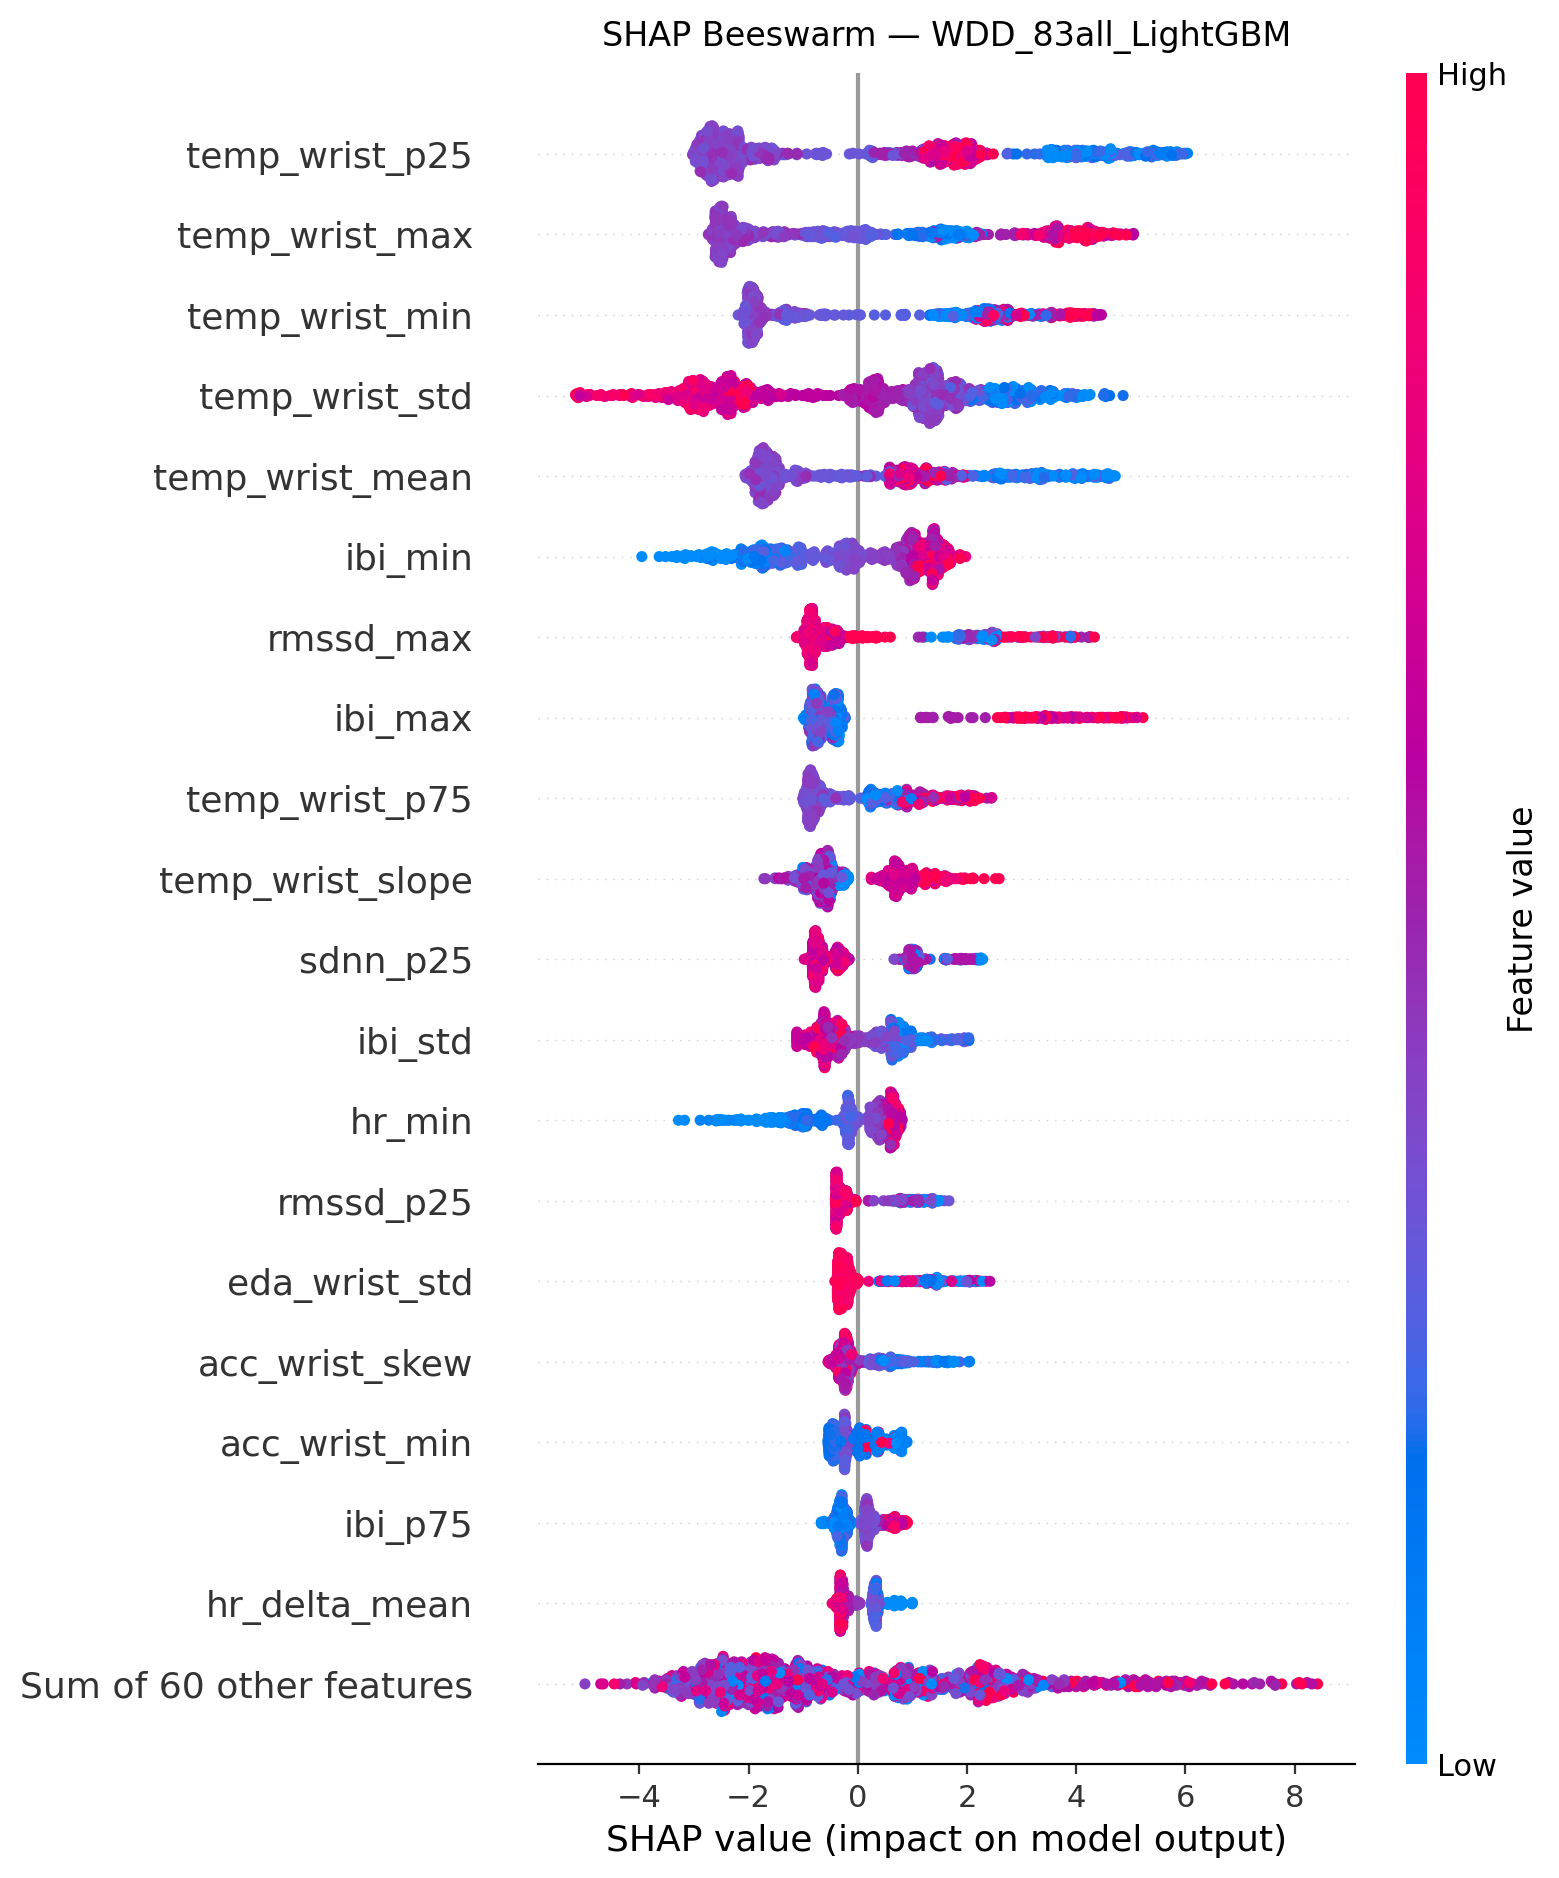 SHAP Beeswarm — WDD_83all_LightGBM
High
temp_wrist_p25
temp_wrist_max
temp_wrist_min
temp_wrist_std
temp_wrist_mean
ibi_min
rmssd_max
ibi_max
temp_wrist_p75
temp_wrist_slope
sdnn_p25
ibi_std
hr_min
rmssd_p25
eda_wrist_std
acc_wrist_skew
acc_wrist_min
ibi_p75
hr_delta_mean
Sum of 60 other features
Feature value
Low
−4 −2 0 2 4 6 8
SHAP value (impact on model output)